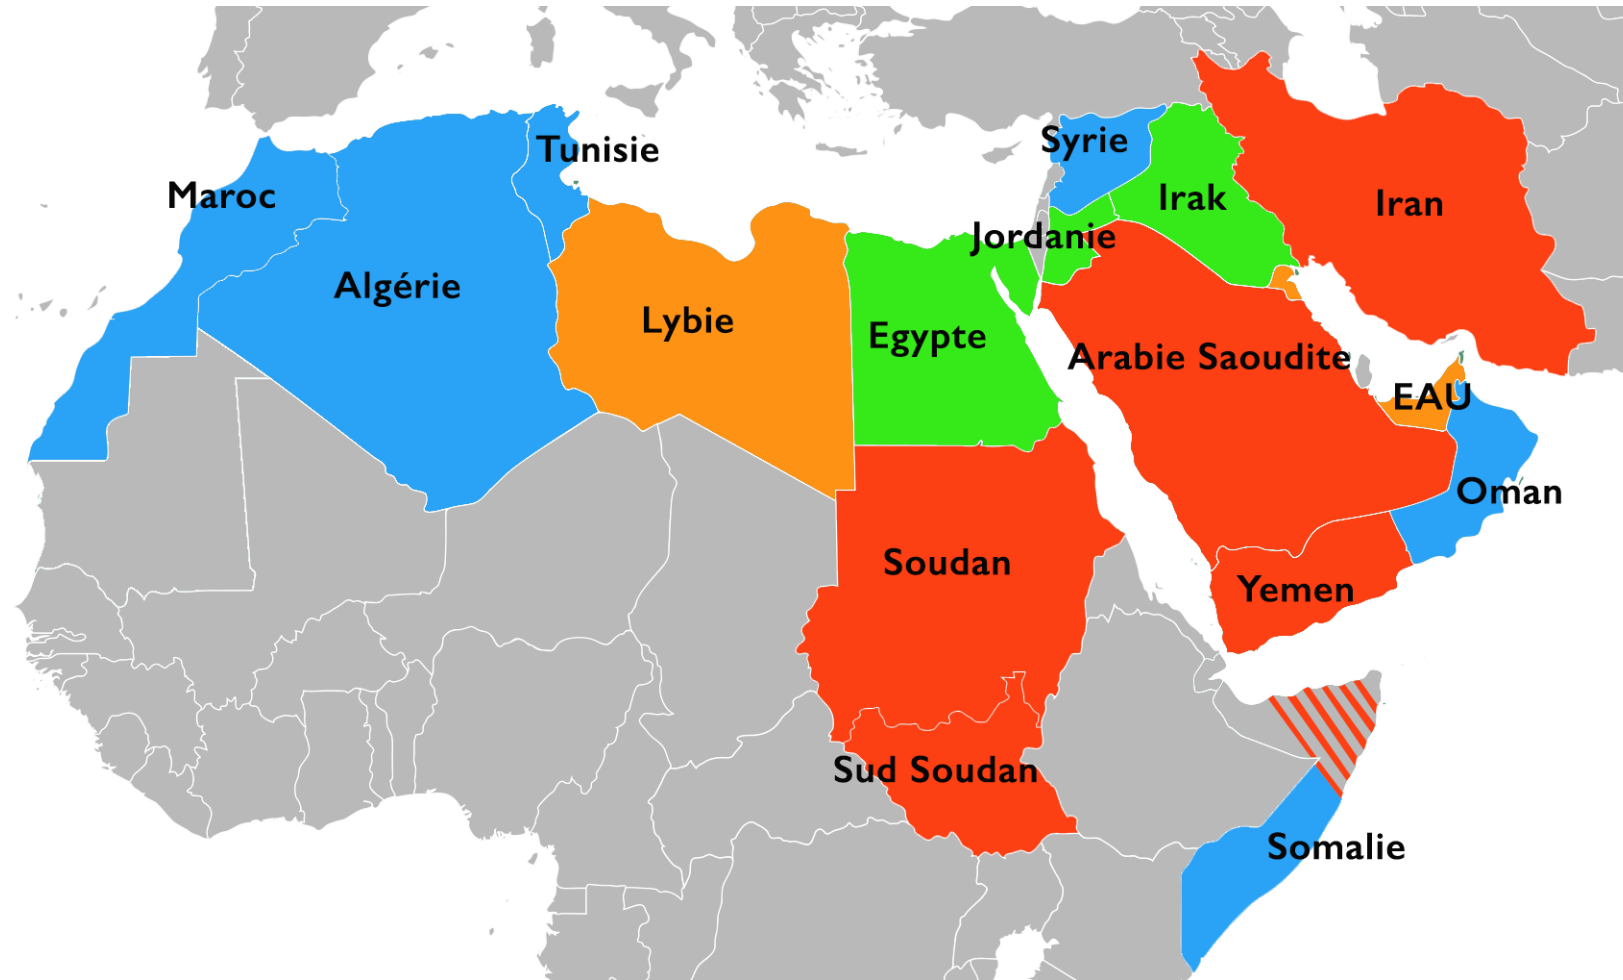 Tunisie
Syrie
Maroc
Irak
Iran
Jordanie
Algérie
Lybie
Egypte
Arabie Saoudite
EAU
Oman
Soudan
Yemen
Sud Soudan
Somalie